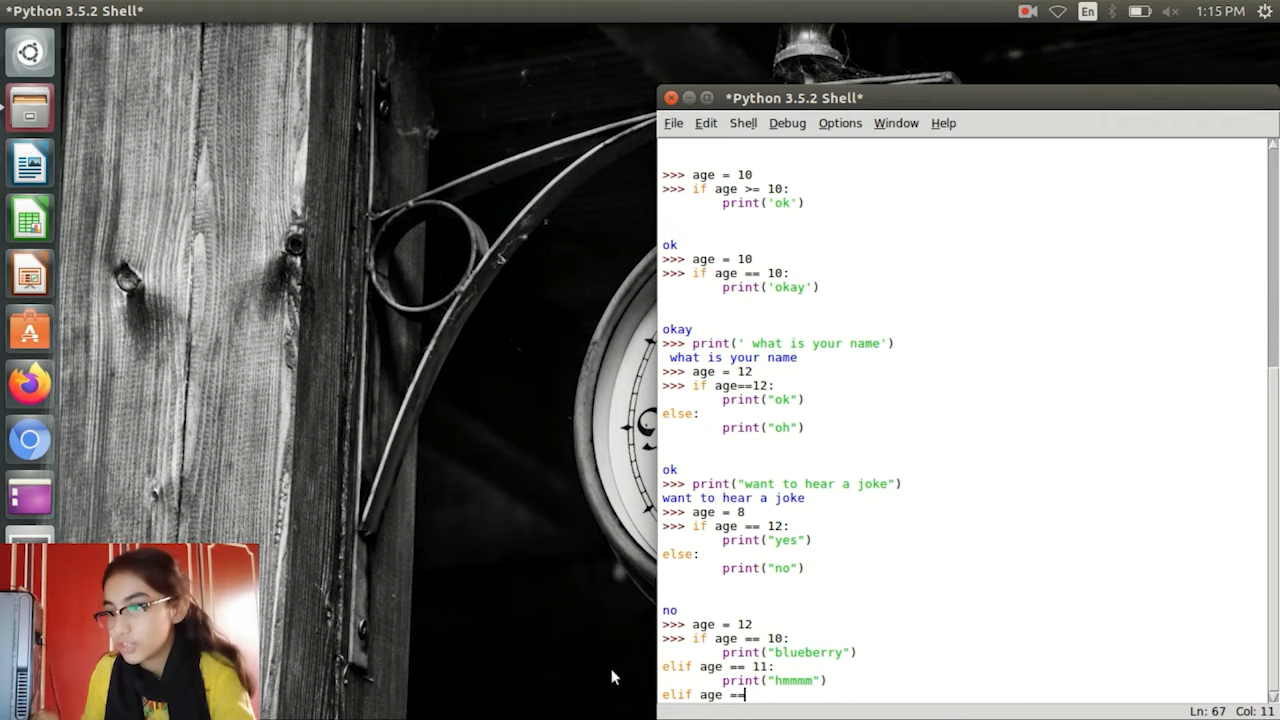 *Python 3.5.2 Shell*
En
1:15 PM
*Python 3.5.2 Shell*
File Edit Shell Debug Options Window Help
>>> age = 10
>>> if age >= 10:
print('ok')
ok
>>> age = 10
>>> if age == 10:
print('okay')
okay
>>> print(' what is your name')
what is your name
>>> age = 12
>>> if age==12:
print("ok")
else:
print("oh")
ok
>>> print("want to hear a joke")
want to hear a joke
>>> age = 8
>>> if age == 12:
print("yes")
else:
print("no")
no
>>> age = 12
>>> if age == 10:
print("blueberry")
elif age == 11:
print("hmmmm")
elif age ==
Ln: 67 Col: 11